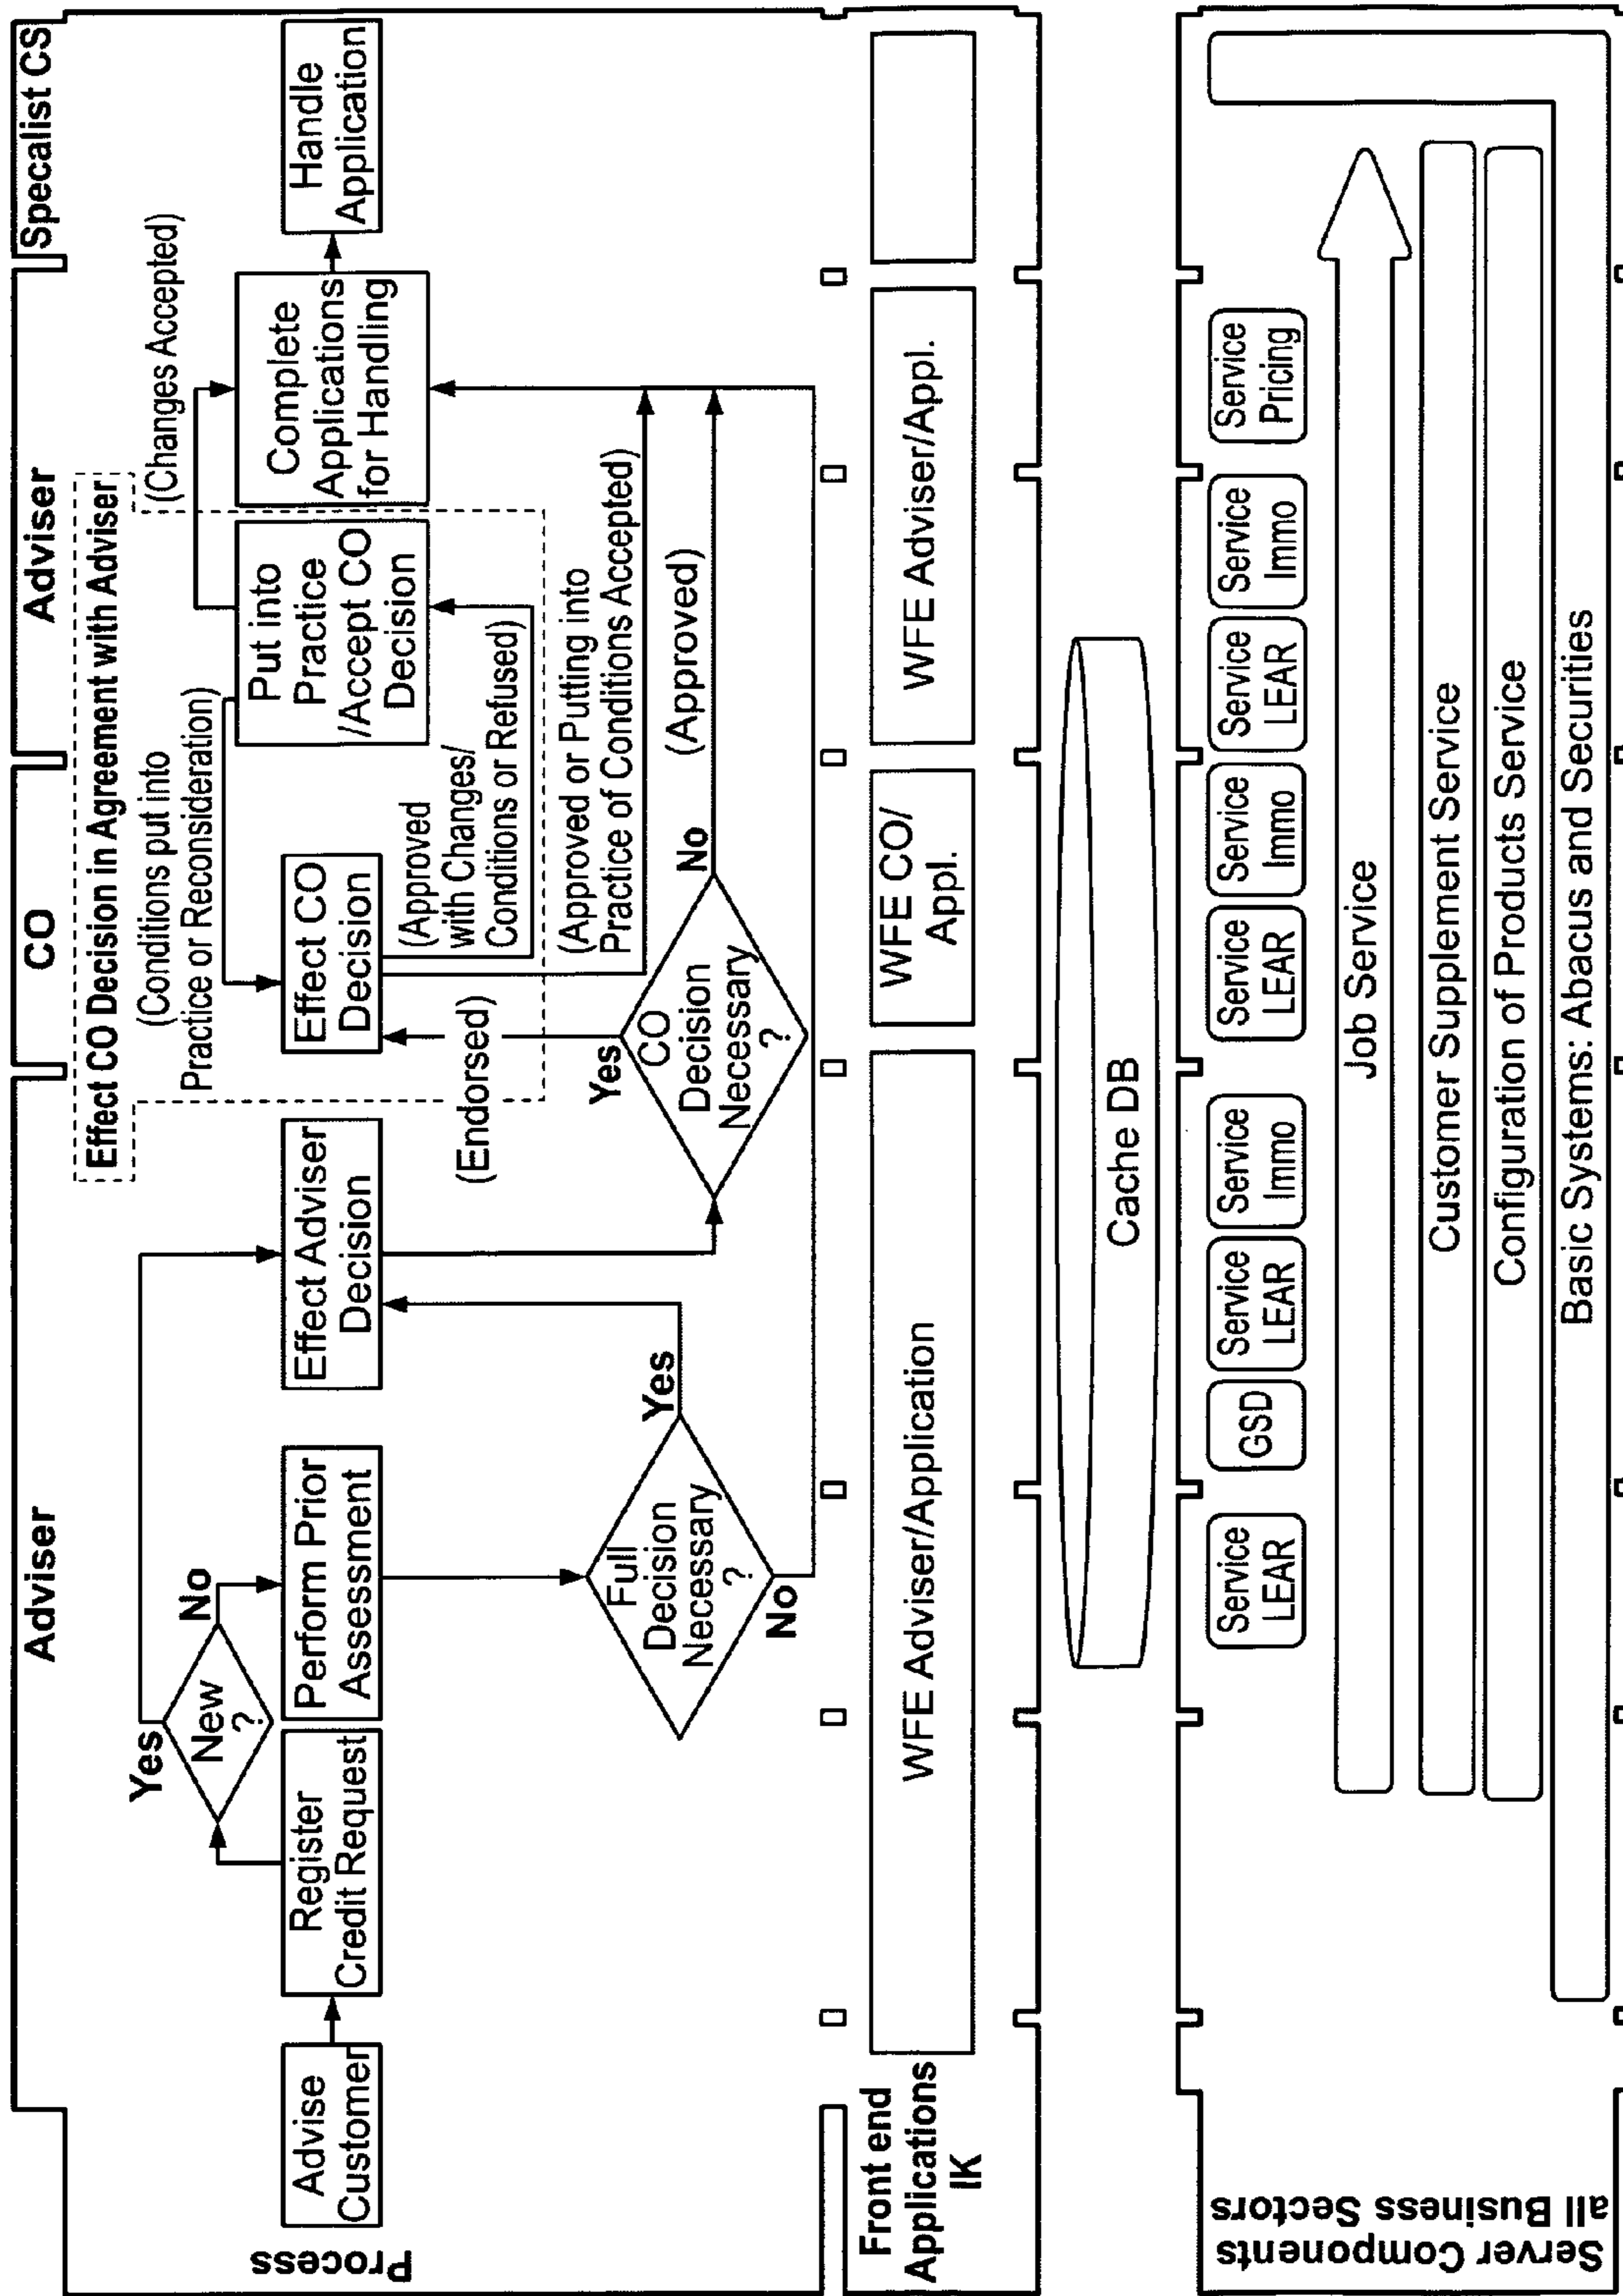 Adviser
CO
Adviser
Specalist CS
Process
Effect CO Decision in Agreement with Adviser
(Changes Accepted)
(Conditions put into
Practice or Reconsideration)
Yes
New
?
No
Advise
Customer
Register
Credit Request
Perform Prior
Assessment
Effect Adviser
Decision
Effect CO
Decision
Put into
Practice
/Accept CO
Decision
Complete
Applications
for Handling
Handle
Application
(Approved
with Changes/
Conditions or Refused)
(Endorsed)
(Approved or Putting into
Practice of Conditions Accepted)
Full
Decision
Necessary
?
Yes
No
Yes
CO
Decision
Necessary
?
No
(Approved)
Front end
Applications
IK
WFE Adviser/Application
WFE CO/
Appl.
WFE Adviser/Appl.
Cache DB
Server Components
all Business Sectors
Service
LEAR
GSD
Service
LEAR
Service
Immo
Service
LEAR
Service
Immo
Service
LEAR
Service
Immo
Service
Pricing
Job Service
Customer Supplement Service
Configuration of Products Service
Basic Systems: Abacus and Securities